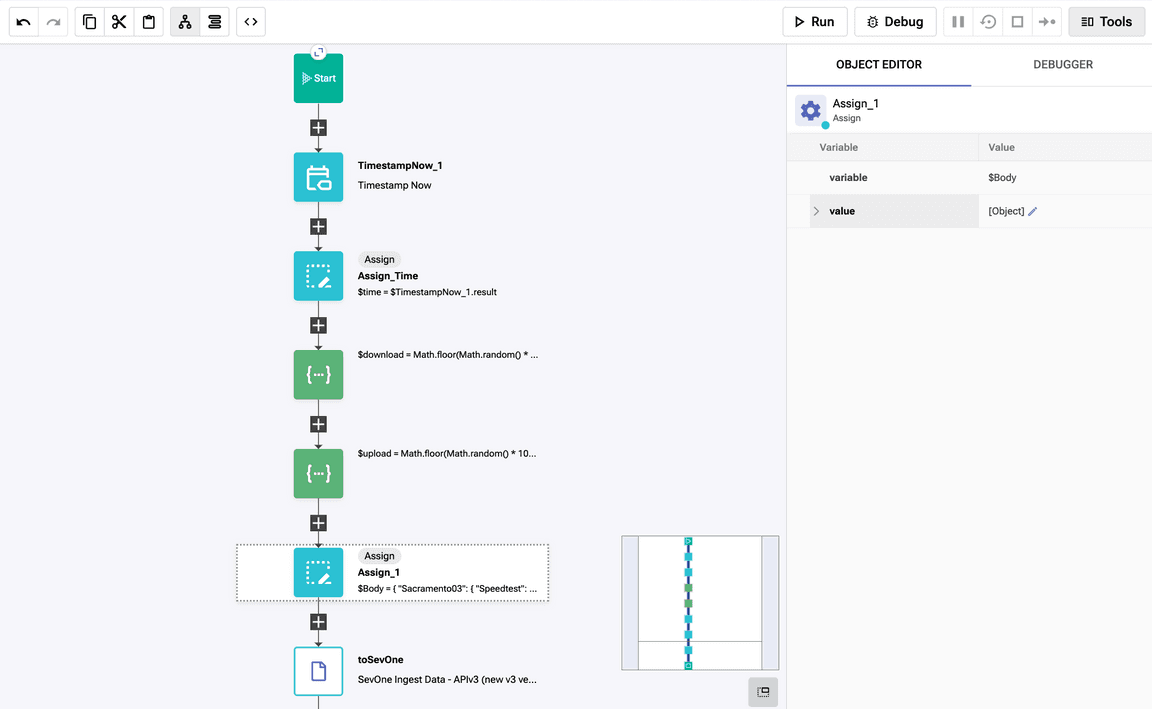 Run
Debug
Tools
Start
TimestampNow_1
Timestamp Now
Assign
Assign_Time
$time = $TimestampNow_1.result
$download = Math.floor(Math.random() * ...
$upload = Math.floor(Math.random() * 10...
Assign
Assign_1
$Body = { "Sacramento03": { "Speedtest": ...
toSevOne
SevOne Ingest Data - APIv3 (new v3 ve...
OBJECT EDITOR
DEBUGGER
Assign_1
Assign
Variable
Value
variable
$Body
value
[Object]